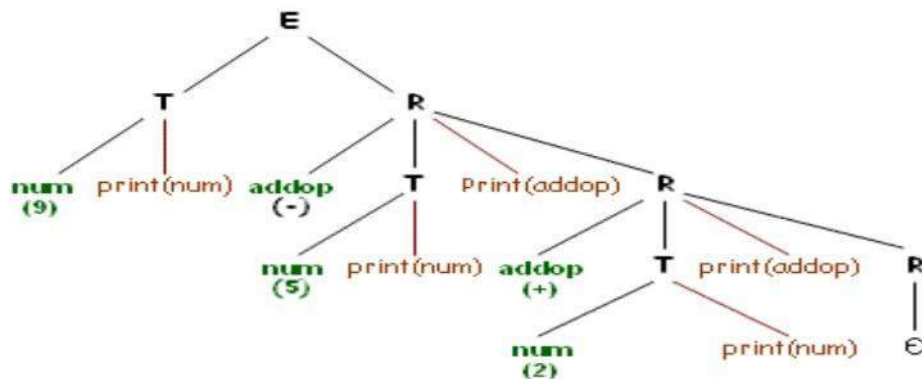 E
T R
num print(num) addop T Print(addop) R
(9) (-)
num print(num) addop T print(addop) R
(5) (+)
num print(num) ϵ
(2)